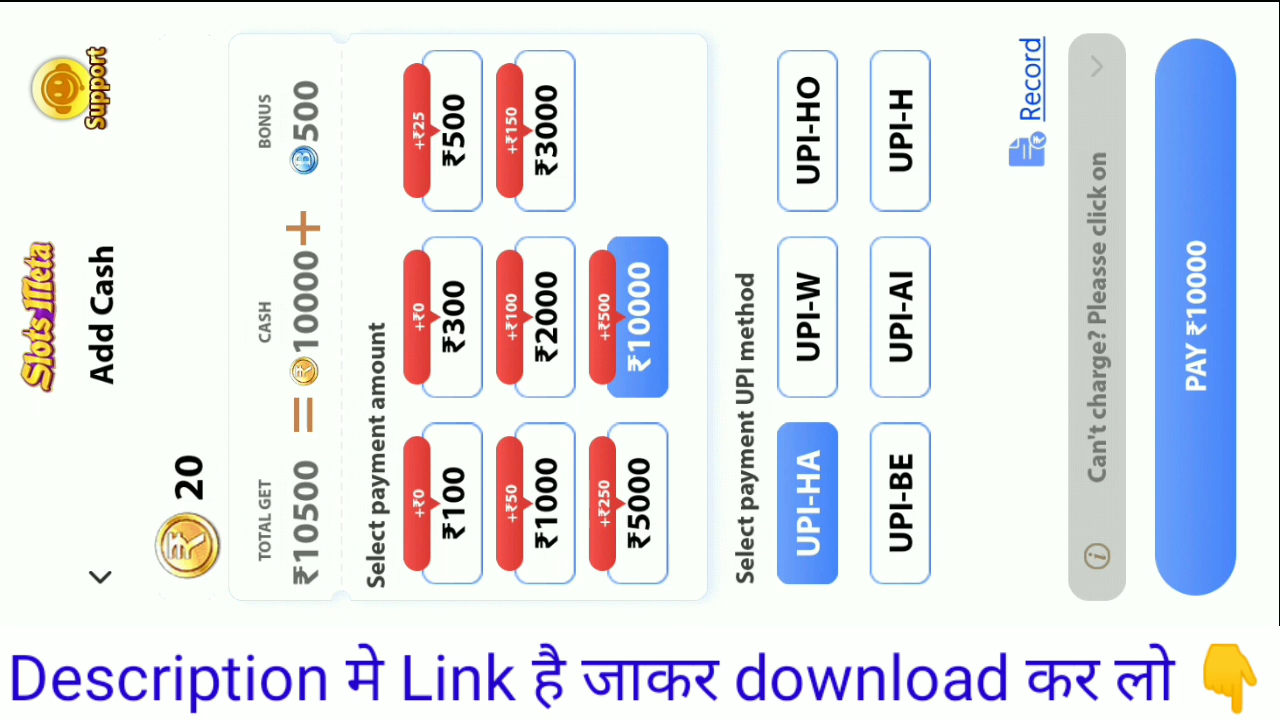 Slots Meta
Support
Add Cash
20
TOTAL GET CASH BONUS
₹10500 = 10000 + 500
Select payment amount
+₹0 +₹0 +₹25
₹100 ₹300 ₹500
+₹50 +₹100 +₹150
₹1000 ₹2000 ₹3000
+₹250 +₹500
₹5000 ₹10000
Select payment UPI method
UPI-HA UPI-W UPI-HO
UPI-BE UPI-AI UPI-H
Record
Can't charge? Pleasse click on
PAY ₹10000
Description मे Link है जाकर download कर लो 👇